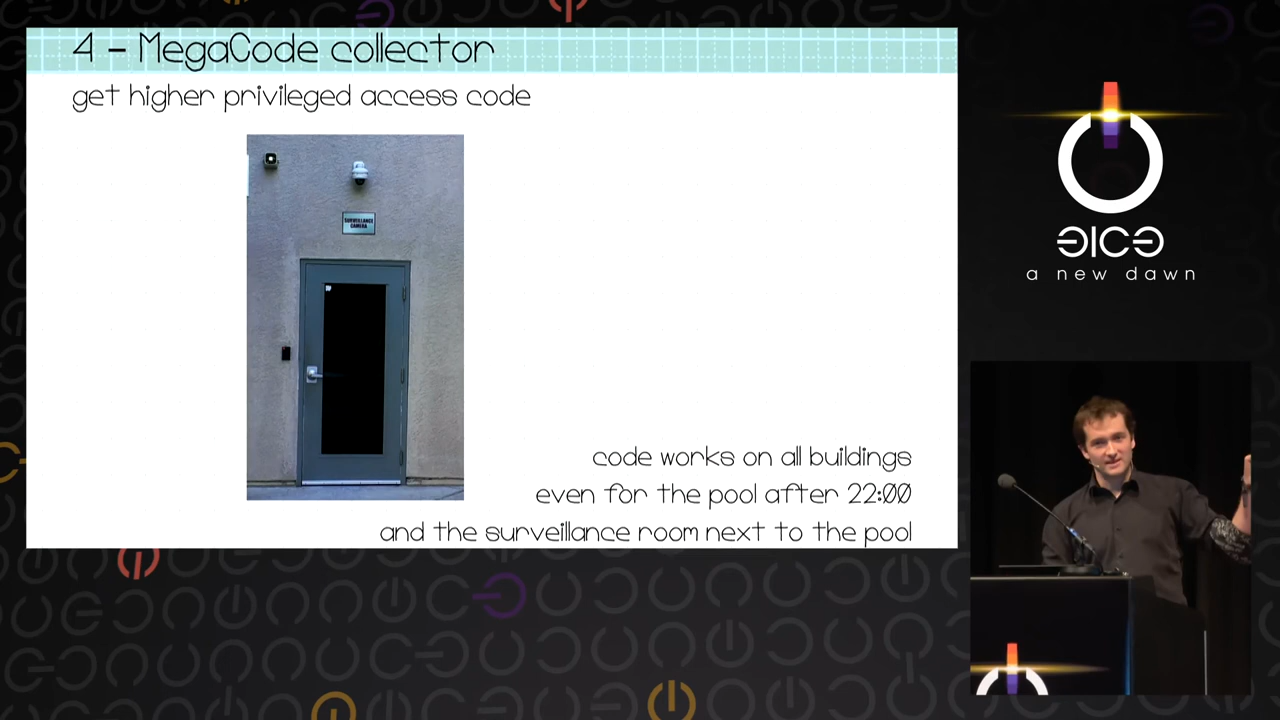 4 - MegaCode collector
get higher privileged access code
SURVEILLANCE
CAMERA
code works on all buildings
even for the pool after 22:00
and the surveillance room next to the pool
a new dawn